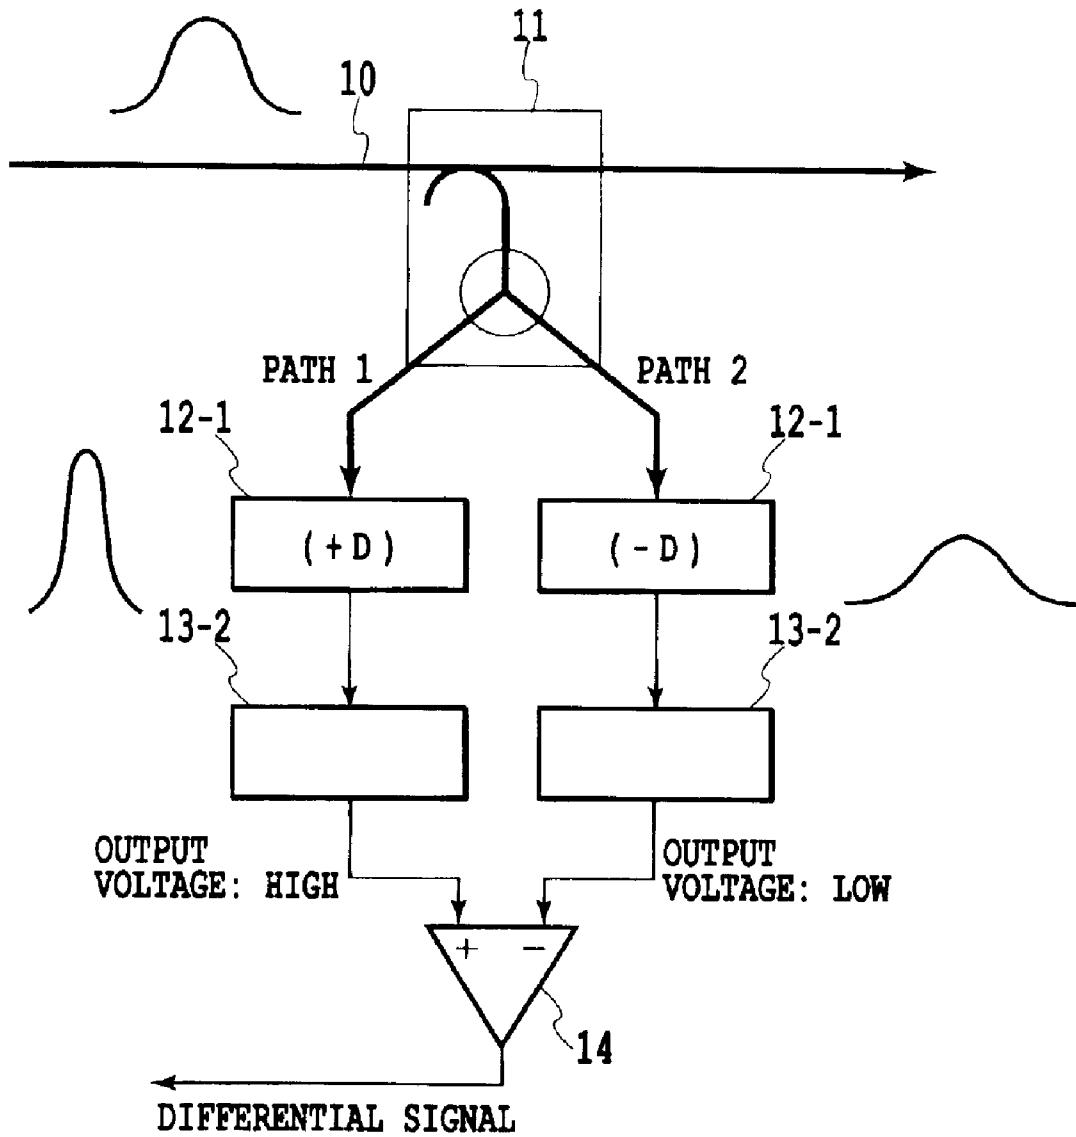 11
10
PATH 1
PATH 2
12-1
12-1
(+D)
(-D)
13-2
13-2
OUTPUT
VOLTAGE: HIGH
OUTPUT
VOLTAGE: LOW
+
-
14
DIFFERENTIAL SIGNAL